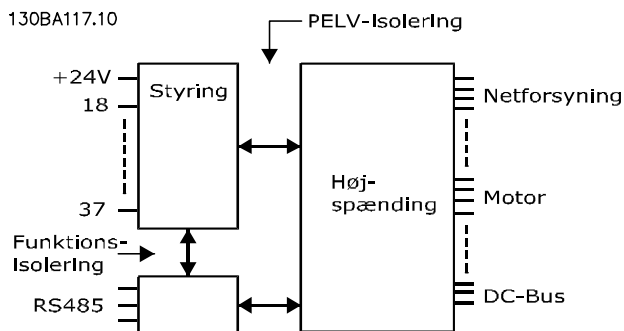 130BA117.10
PELV-isolering
+24V
Styring
18
Netforsyning
Høj-
spænding
37
Motor
Funktions-
isolering
RS485
DC-Bus